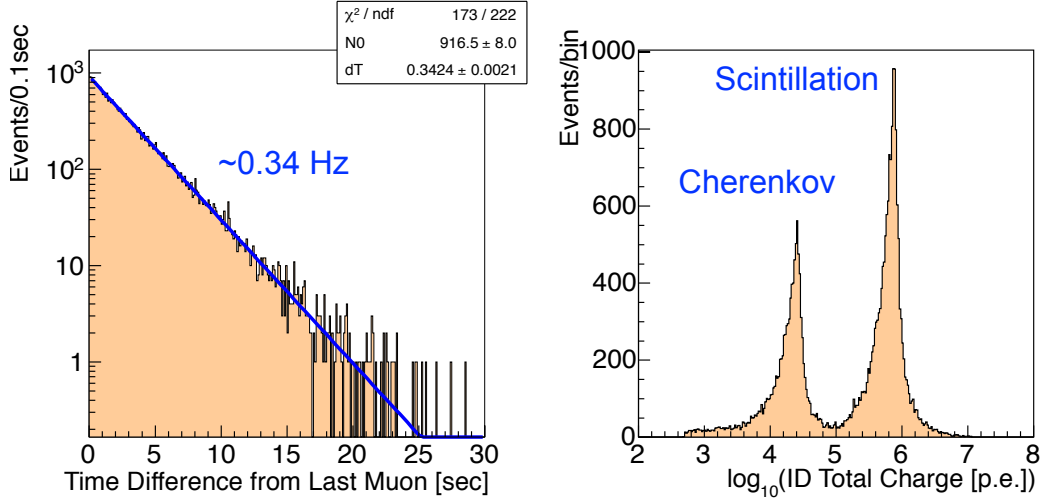 χ² / ndf 173 / 222
N0 916.5 ± 8.0
dT 0.3424 ± 0.0021
Events/0.1sec
10³
10²
10
1
~0.34 Hz
0 5 10 15 20 25 30
Time Difference from Last Muon [sec]
Events/bin
1000
800
600
400
200
0
Scintillation
Cherenkov
2 3 4 5 6 7 8
log₁₀(ID Total Charge [p.e.])